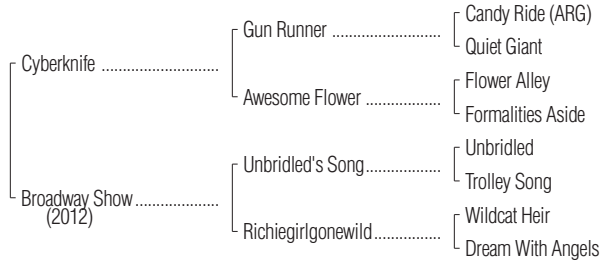 Candy Ride (ARG)
Gun Runner ................................
Quiet Giant
Cyberknife ..................................
Flower Alley
Awesome Flower ......................
Formalities Aside
Unbridled
Unbridled's Song......................
Trolley Song
Broadway Show.........................
(2012)
Wildcat Heir
Richiegirlgonewild....................
Dream With Angels